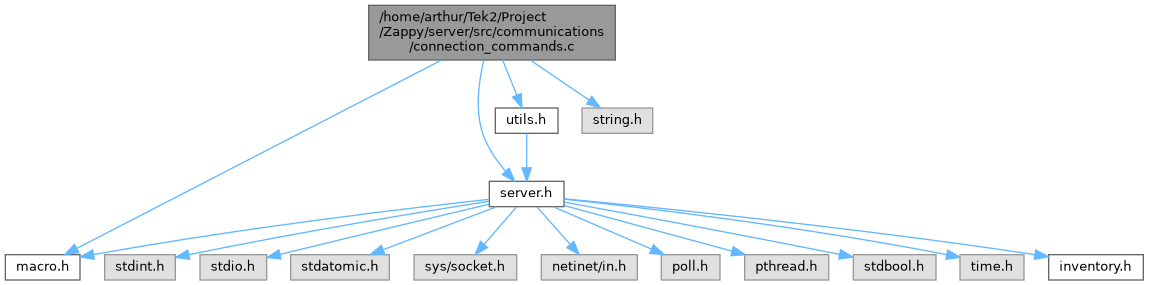 /home/arthur/Tek2/Project
/Zappy/server/src/communications
/connection_commands.c
utils.h
string.h
server.h
macro.h
stdint.h
stdio.h
stdatomic.h
sys/socket.h
netinet/in.h
poll.h
pthread.h
stdbool.h
time.h
inventory.h